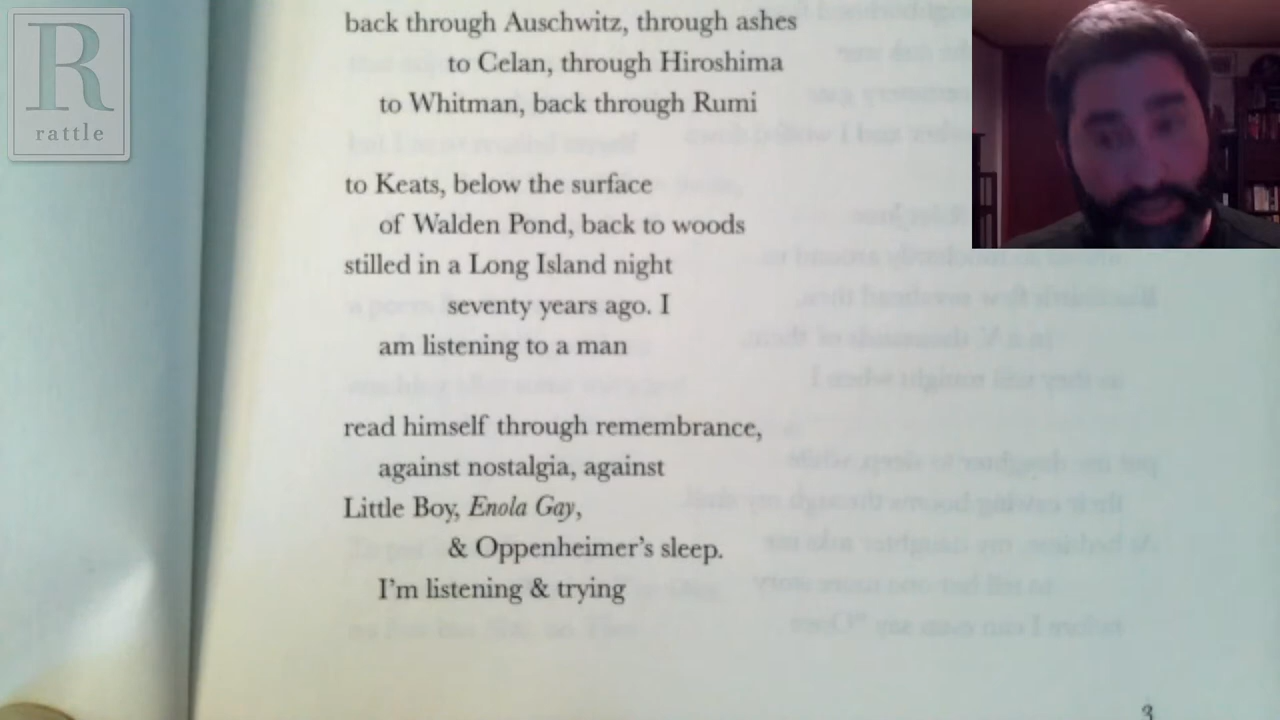 R
rattle
back through Auschwitz, through ashes
to Celan, through Hiroshima
to Whitman, back through Rumi
to Keats, below the surface
of Walden Pond, back to woods
stilled in a Long Island night
seventy years ago. I
am listening to a man
read himself through remembrance,
against nostalgia, against
Little Boy, Enola Gay,
& Oppenheimer’s sleep.
I’m listening & trying
3